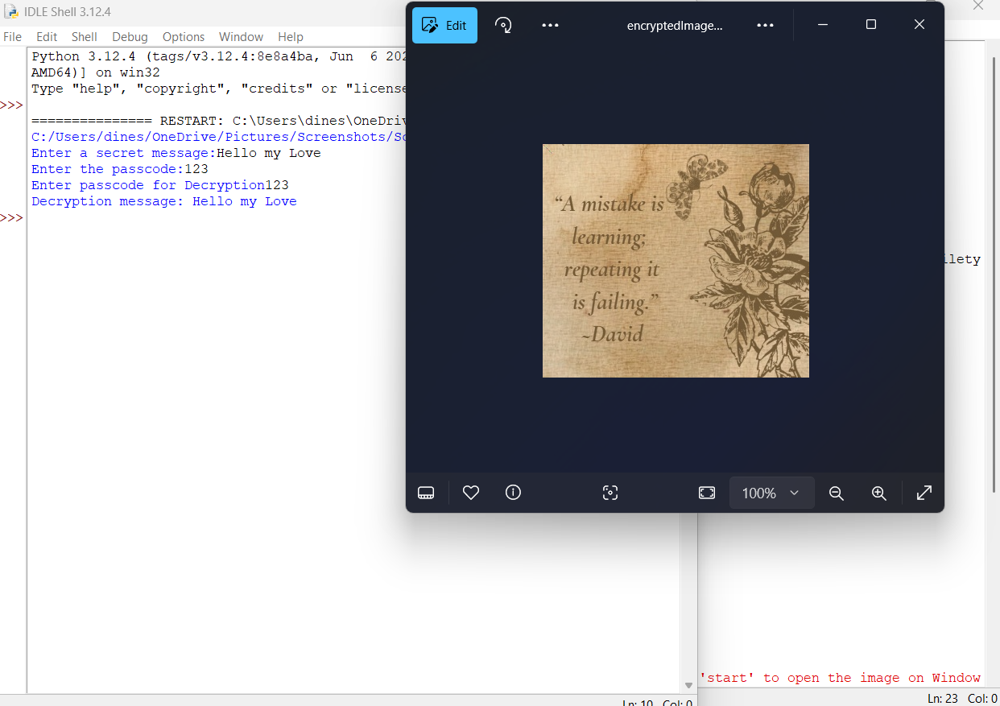 IDLE Shell 3.12.4
File Edit Shell Debug Options Window Help
Python 3.12.4 (tags/v3.12.4:8e8a4ba, Jun 6 202
AMD64)] on win32
Type "help", "copyright", "credits" or "license
>>>
=============== RESTART: C:\Users\dines\OneDriv
C:/Users/dines/OneDrive/Pictures/Screenshots/Sc
Enter a secret message:Hello my Love
Enter the passcode:123
Enter passcode for Decryption123
Decryption message: Hello my Love
>>>
Ln: 10 Col: 0
Edit
encryptedImage...
“A mistake is
learning;
repeating it
is failing.”
~David
100%
ilety
'start' to open the image on Window
Ln: 23 Col: 0